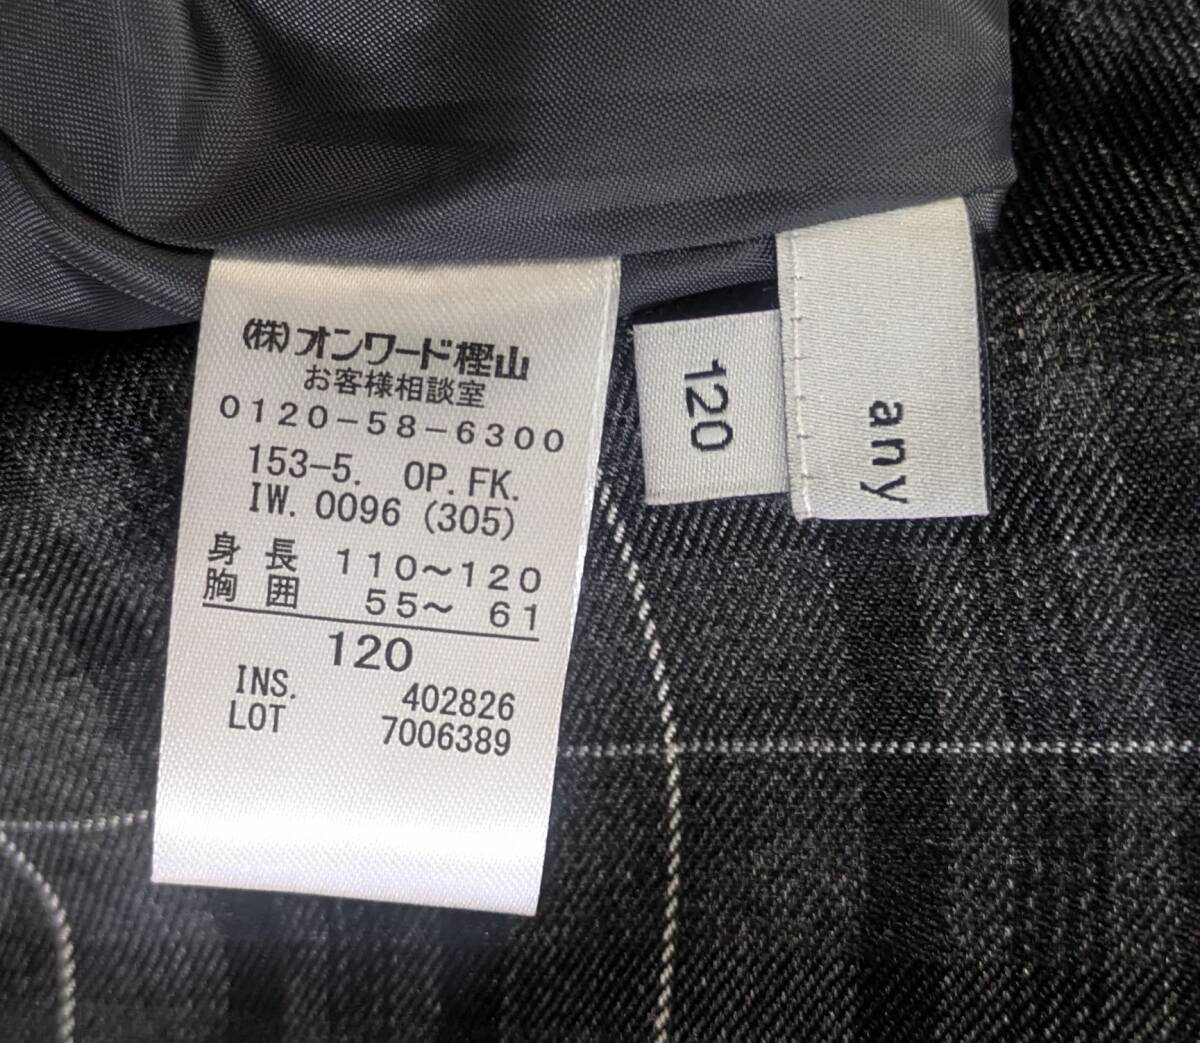 (株)オンワード樫山
お客様相談室
0120-58-6300
153-5. OP.FK.
IW. 0096 (305)
身長 110~120
胸囲 55~ 61
120
INS. 402826
LOT 7006389
120
any